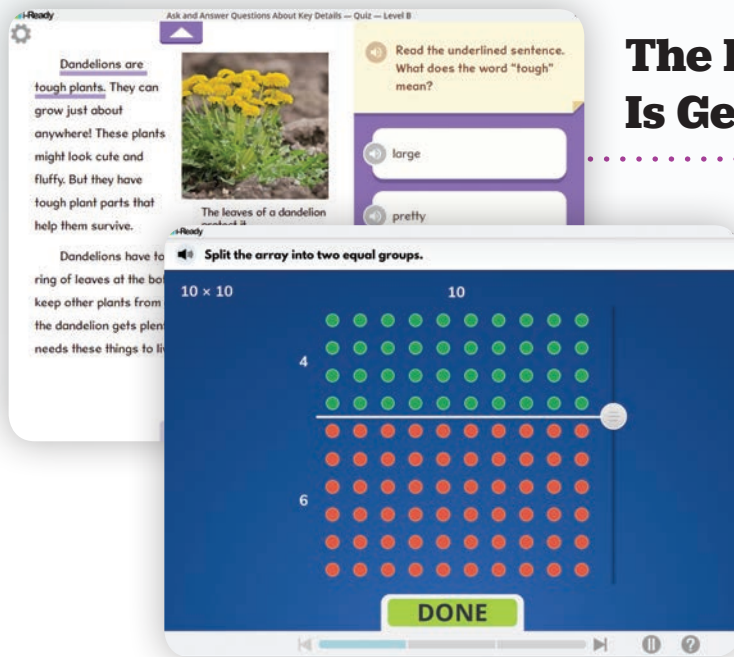 i-Ready
Ask and Answer Questions About Key Details — Quiz — Level B
Dandelions are
tough plants. They can
grow just about
anywhere! These plants
might look cute and
fluffy. But they have
tough plant parts that
help them survive.
Dandelions have to
ring of leaves at the
keep other plants from
the dandelion gets
needs these things to
The leaves of a dandelion
protect it
Read the underlined sentence.
What does the word "tough"
mean?
large
pretty
The
Is
i-Ready
Split the array into two equal groups.
10 × 10
10
4
6
DONE